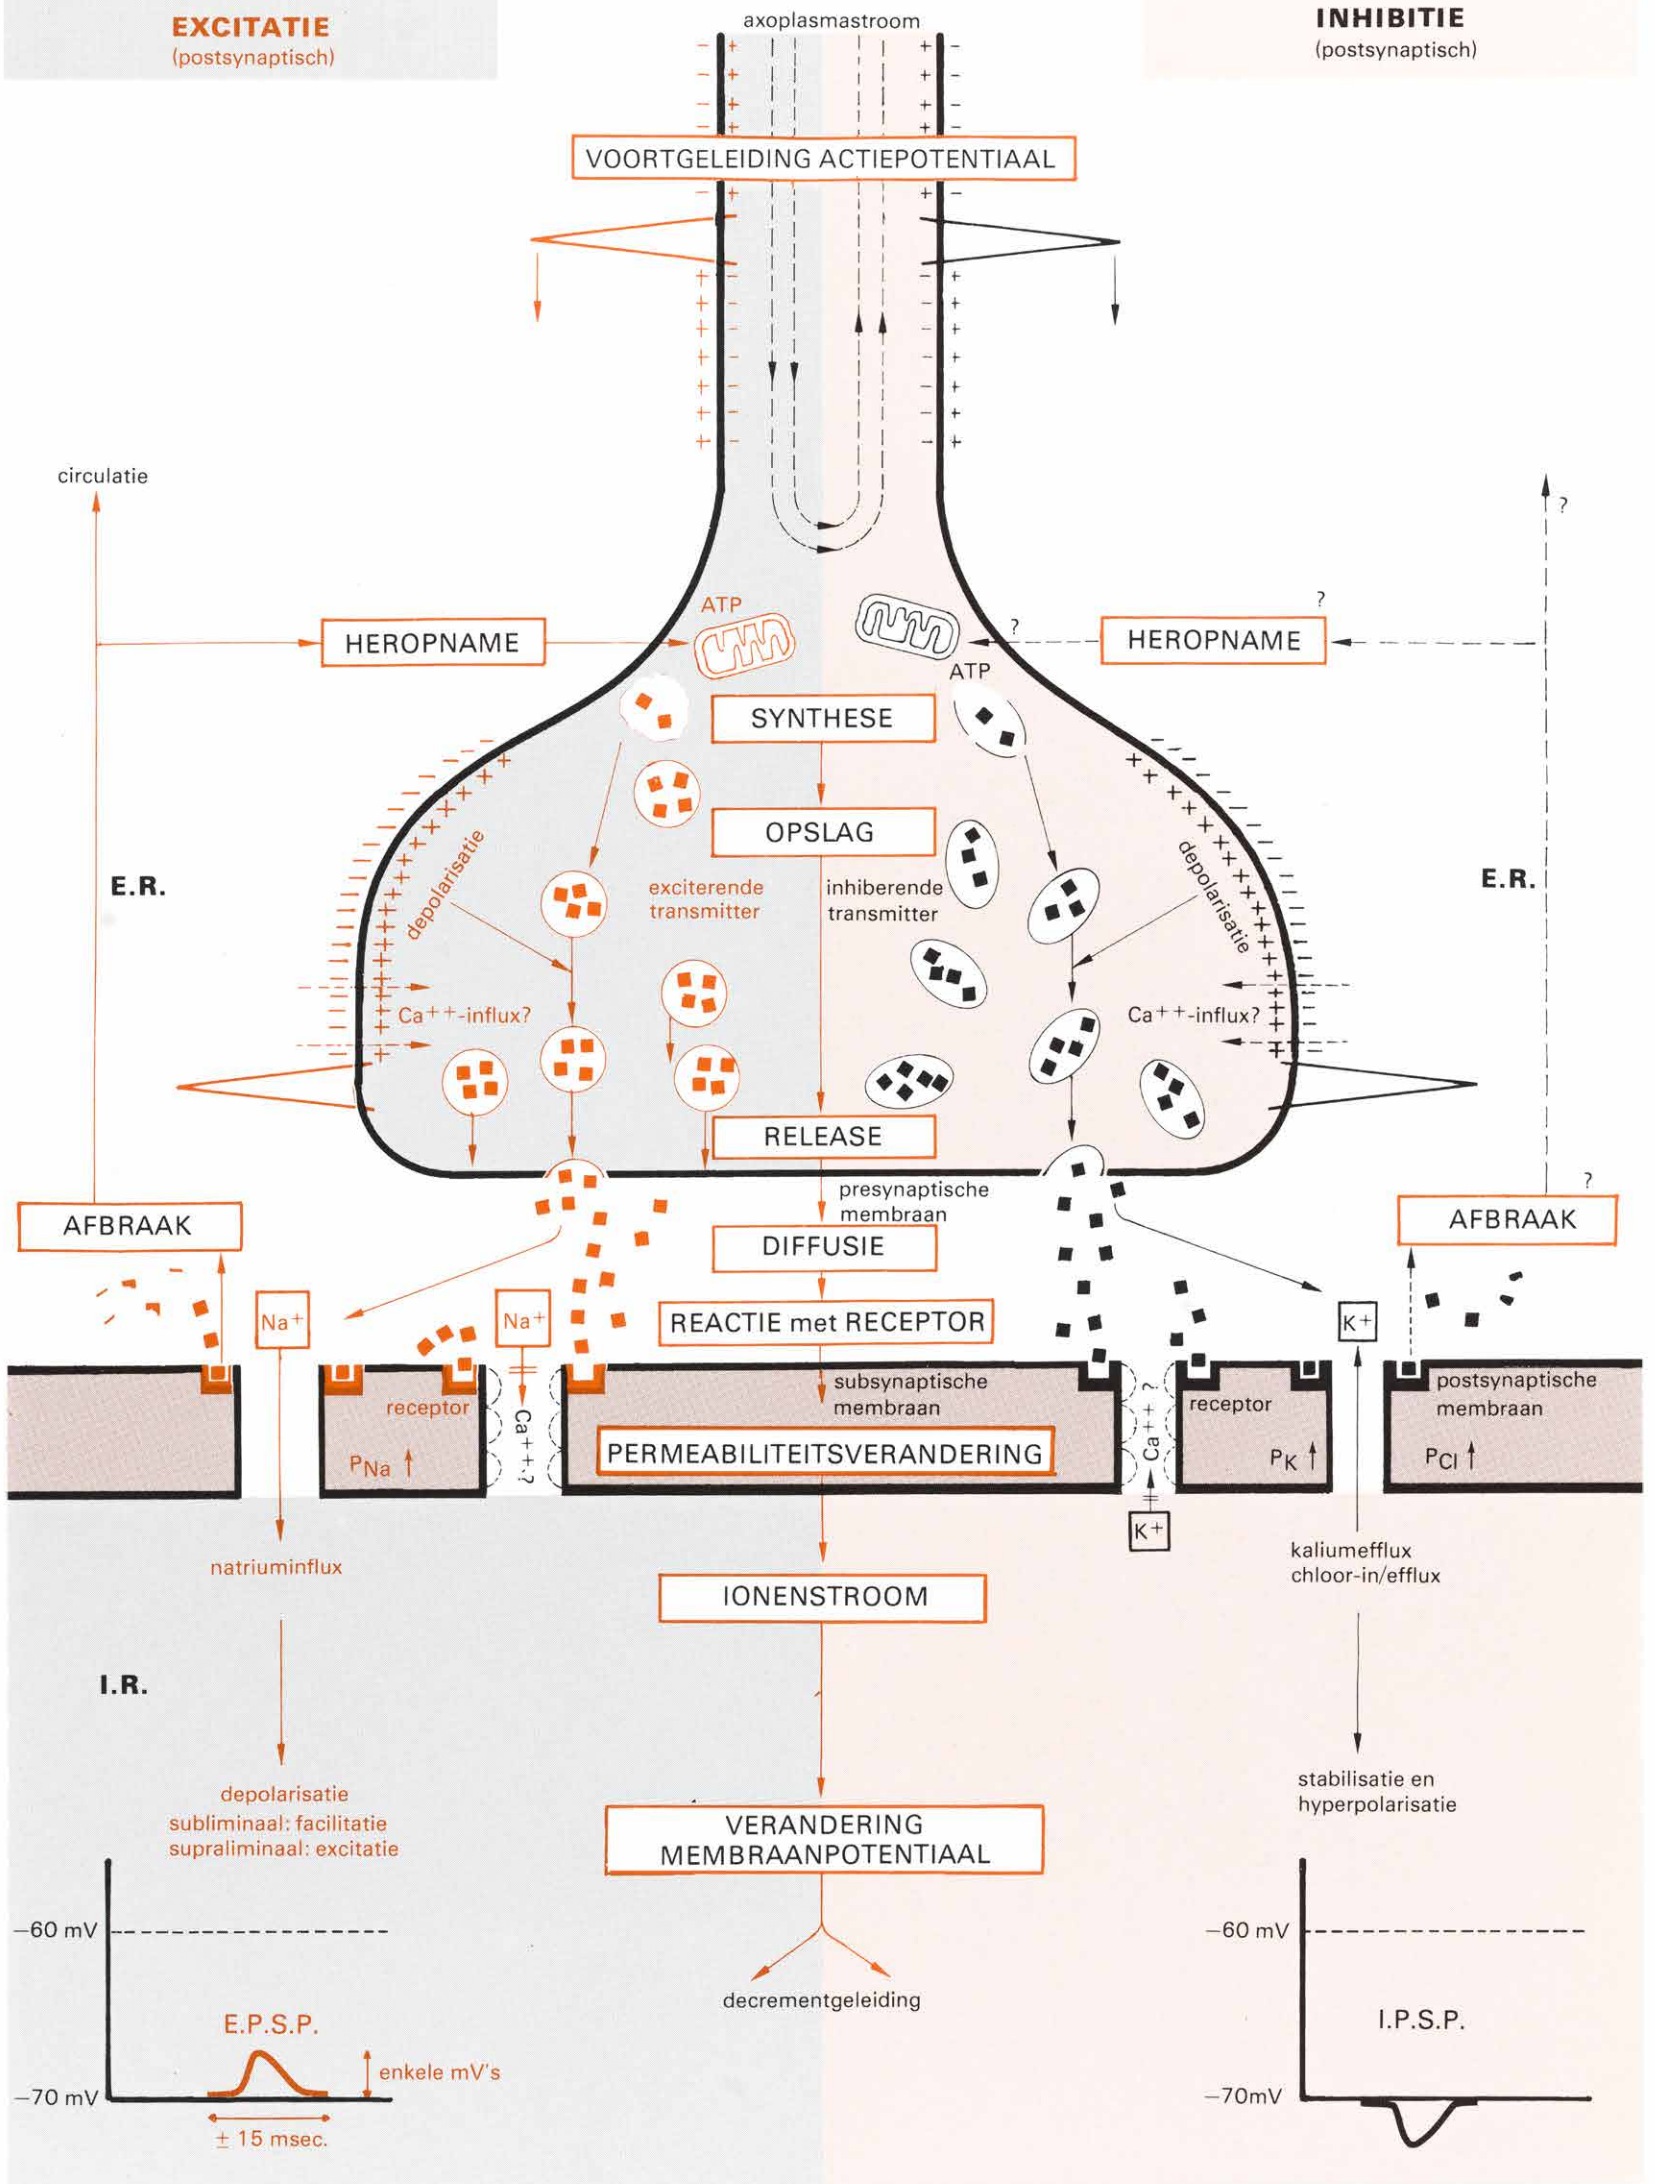 EXCITATIE
(postsynaptisch)
axoplasmastroom
INHIBITIE
(postsynaptisch)
VOORTGELEIDING ACTIEPOTENTIAAL
circulatie
?
HEROPNAME
ATP
ATP
?
HEROPNAME
?
SYNTHESE
OPSLAG
E.R.
depolarisatie
exciterende
transmitter
inhiberende
transmitter
depolarisatie
E.R.
Ca++-influx?
Ca++-influx?
RELEASE
presynaptische
membraan
AFBRAAK
DIFFUSIE
?
AFBRAAK
Na+
Na+
REACTIE met RECEPTOR
K+
receptor
Ca++?
subsynaptische
membraan
Ca++?
receptor
postsynaptische
membraan
PNa ↑
PERMEABILITEITSVERANDERING
PK ↑
PCl ↑
K+
natriuminflux
IONENSTROOM
kaliumefflux
chloor-in/efflux
I.R.
depolarisatie
subliminaal: facilitatie
supraliminaal: excitatie
VERANDERING
MEMBRAANPOTENTIAAL
stabilisatie en
hyperpolarisatie
−60 mV
−60 mV
decrementgeleiding
E.P.S.P.
I.P.S.P.
enkele mV's
−70 mV
−70mV
± 15 msec.